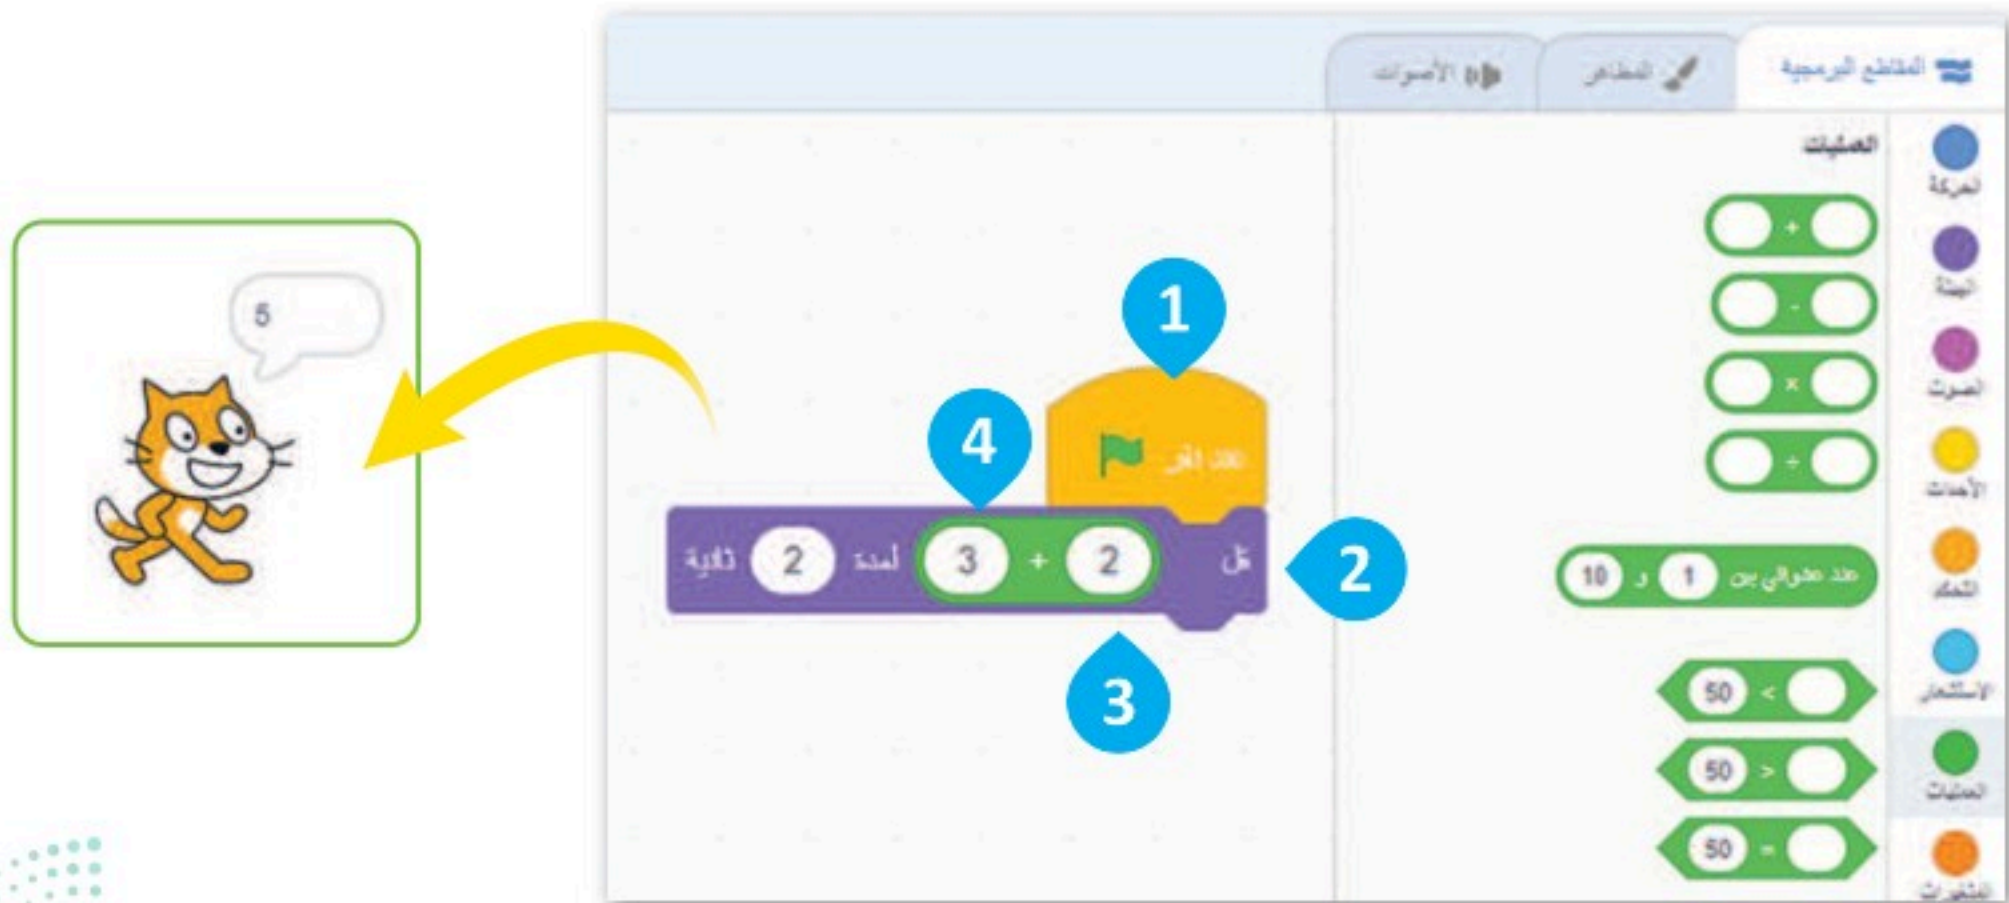 المقاطع البرمجية
المظاهر
الأصوات
العمليات
الحركة
الهيئة
الصوت
الأحداث
التحكم
الاستشعار
العمليات
المتغيرات
+
-
×
÷
عدد عشوائي بين 1 و 10
< 50
> 50
= 50
1
عند نقر
2
قل 2 + 3 لمدة 2 ثانية
3
4
5